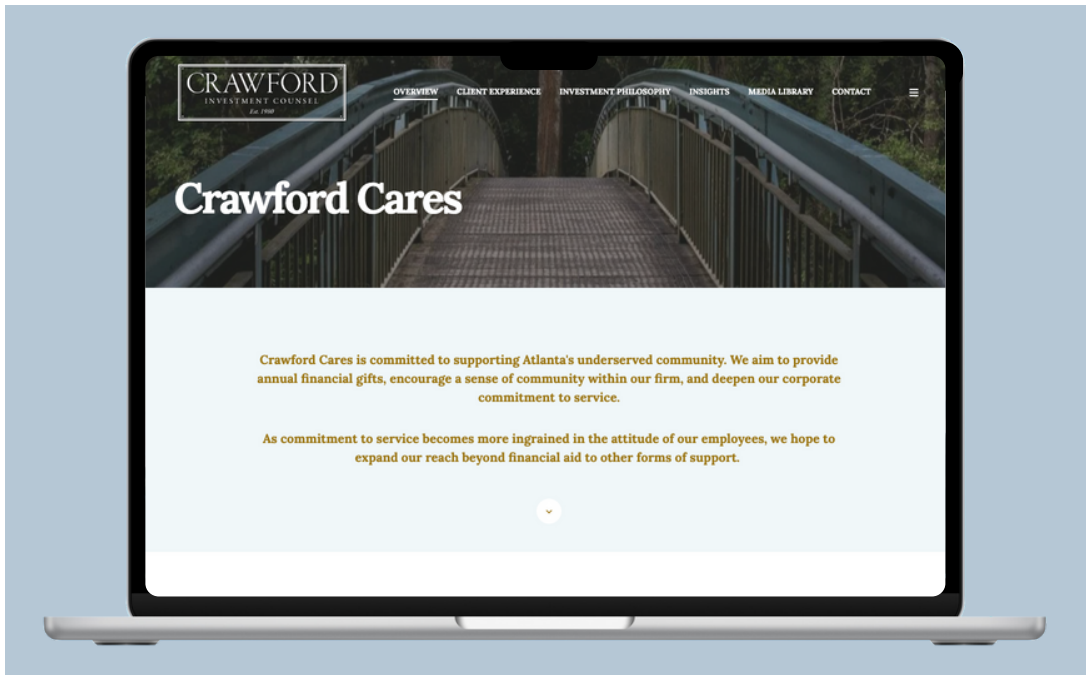 CRAWFORD
INVESTMENT COUNSEL
Est. 1980
OVERVIEW CLIENT EXPERIENCE INVESTMENT PHILOSOPHY INSIGHTS MEDIA LIBRARY CONTACT
Crawford Cares
Crawford Cares is committed to supporting Atlanta's underserved community. We aim to provide
annual financial gifts, encourage a sense of community within our firm, and deepen our corporate
commitment to service.
As commitment to service becomes more ingrained in the attitude of our employees, we hope to
expand our reach beyond financial aid to other forms of support.